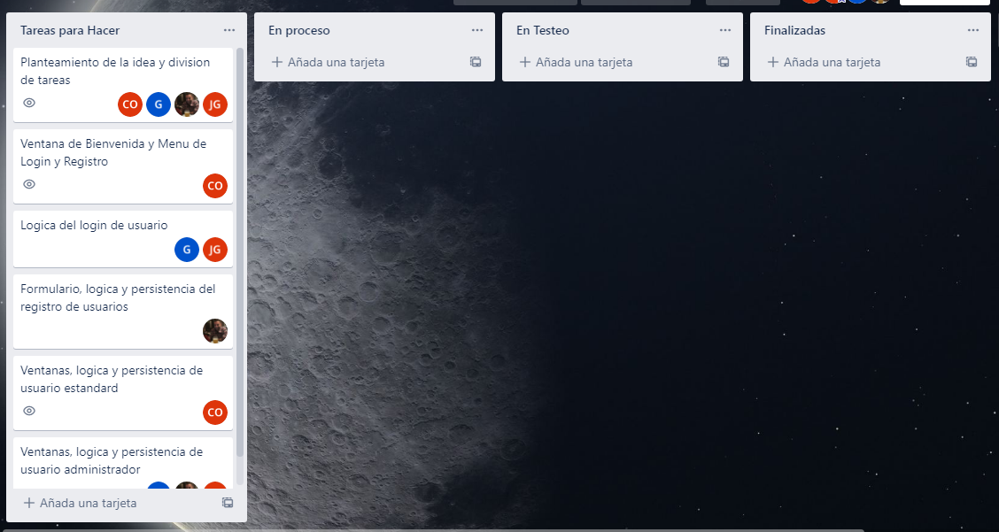 Tareas para Hacer
Planteamiento de la idea y division
de tareas
CO G JG
Ventana de Bienvenida y Menu de
Login y Registro
CO
Logica del login de usuario
G JG
Formulario, logica y persistencia del
registro de usuarios
Ventanas, logica y persistencia de
usuario estandard
CO
Ventanas, logica y persistencia de
usuario administrador
Añada una tarjeta
En proceso
Añada una tarjeta
En Testeo
Añada una tarjeta
Finalizadas
Añada una tarjeta